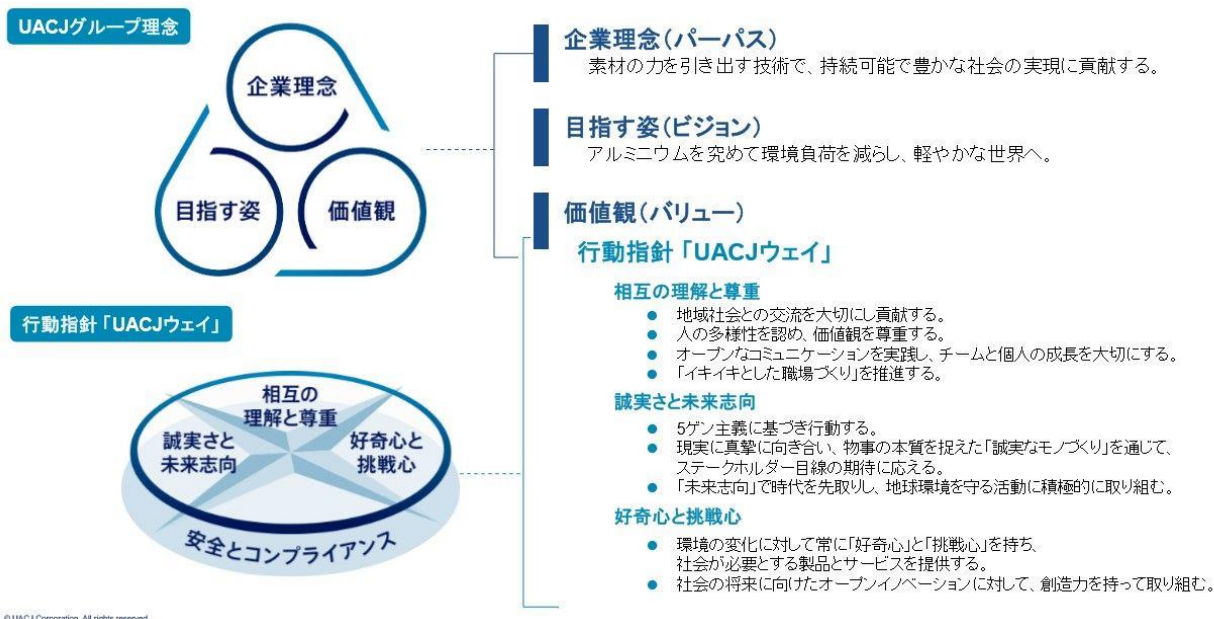 UACJグループ理念
企業理念
目指す姿
価値観
企業理念（パーパス）
素材の力を引き出す技術で、持続可能で豊かな社会の実現に貢献する。
目指す姿（ビジョン）
アルミニウムを究めて環境負荷を減らし、軽やかな世界へ。
価値観（バリュー）
行動指針「UACJウェイ」
相互の理解と尊重
● 地域社会との交流を大切にし貢献する。
● 人の多様性を認め、価値観を尊重する。
● オープンなコミュニケーションを実践し、チームと個人の成長を大切にする。
● 「イキイキとした職場づくり」を推進する。
誠実さと未来志向
● 5ゲン主義に基づき行動する。
● 現実に真摯に向き合い、物事の本質を捉えた「誠実なモノづくり」を通じて、
ステークホルダー目線の期待に応える。
● 「未来志向」で時代を先取りし、地球環境を守る活動に積極的に取り組む。
好奇心と挑戦心
● 環境の変化に対して常に「好奇心」と「挑戦心」を持ち、
社会が必要とする製品とサービスを提供する。
● 社会の将来に向けたオープンイノベーションに対して、創造力を持って取り組む。
行動指針「UACJウェイ」
相互の
理解と尊重
誠実さと
未来志向
好奇心と
挑戦心
安全とコンプライアンス
© UACJ Corporation. All rights reserved.